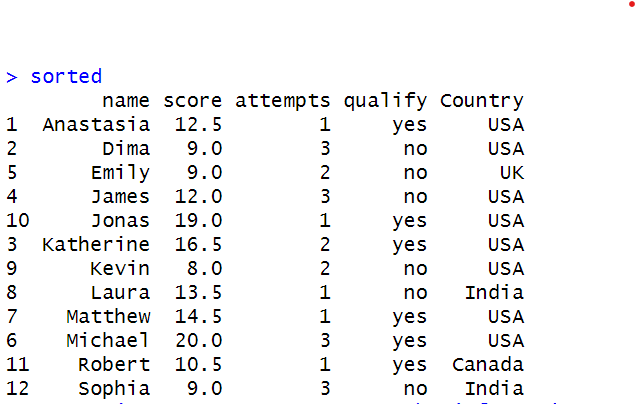 > sorted
name score attempts qualify Country
1 Anastasia 12.5 1 yes USA
2 Dima 9.0 3 no USA
5 Emily 9.0 2 no UK
4 James 12.0 3 no USA
10 Jonas 19.0 1 yes USA
3 Katherine 16.5 2 yes USA
9 Kevin 8.0 2 no USA
8 Laura 13.5 1 no India
7 Matthew 14.5 1 yes USA
6 Michael 20.0 3 yes USA
11 Robert 10.5 1 yes Canada
12 Sophia 9.0 3 no India